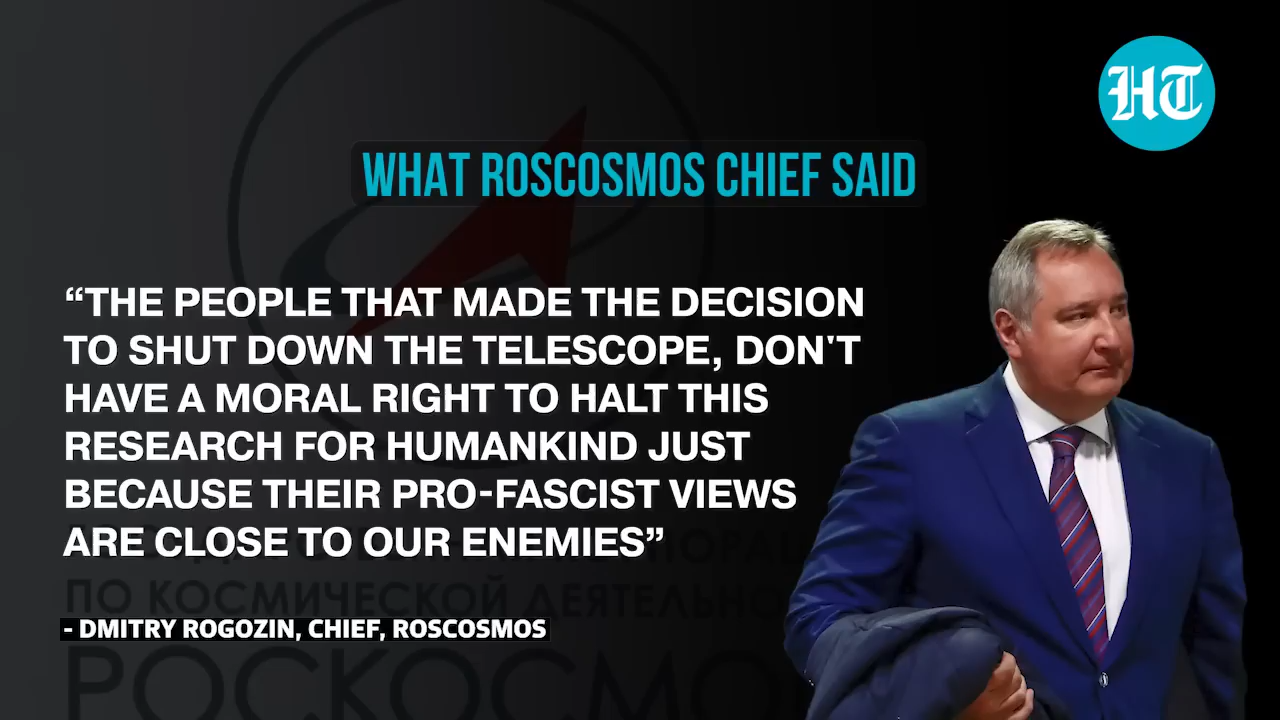 HT
WHAT ROSCOSMOS CHIEF SAID
“THE PEOPLE THAT MADE THE DECISION
TO SHUT DOWN THE TELESCOPE, DON'T
HAVE A MORAL RIGHT TO HALT THIS
RESEARCH FOR HUMANKIND JUST
BECAUSE THEIR PRO-FASCIST VIEWS
ARE CLOSE TO OUR ENEMIES”
ПО КОСМИЧЕСКОЙ
- DMITRY ROGOZIN, CHIEF, ROSCOSMOS
РОСКОСМО